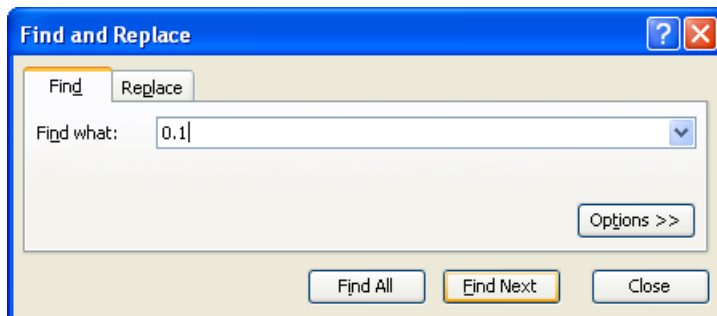 Find and Replace
Find Replace
Find what: 0.1
Options >>
Find All Find Next Close